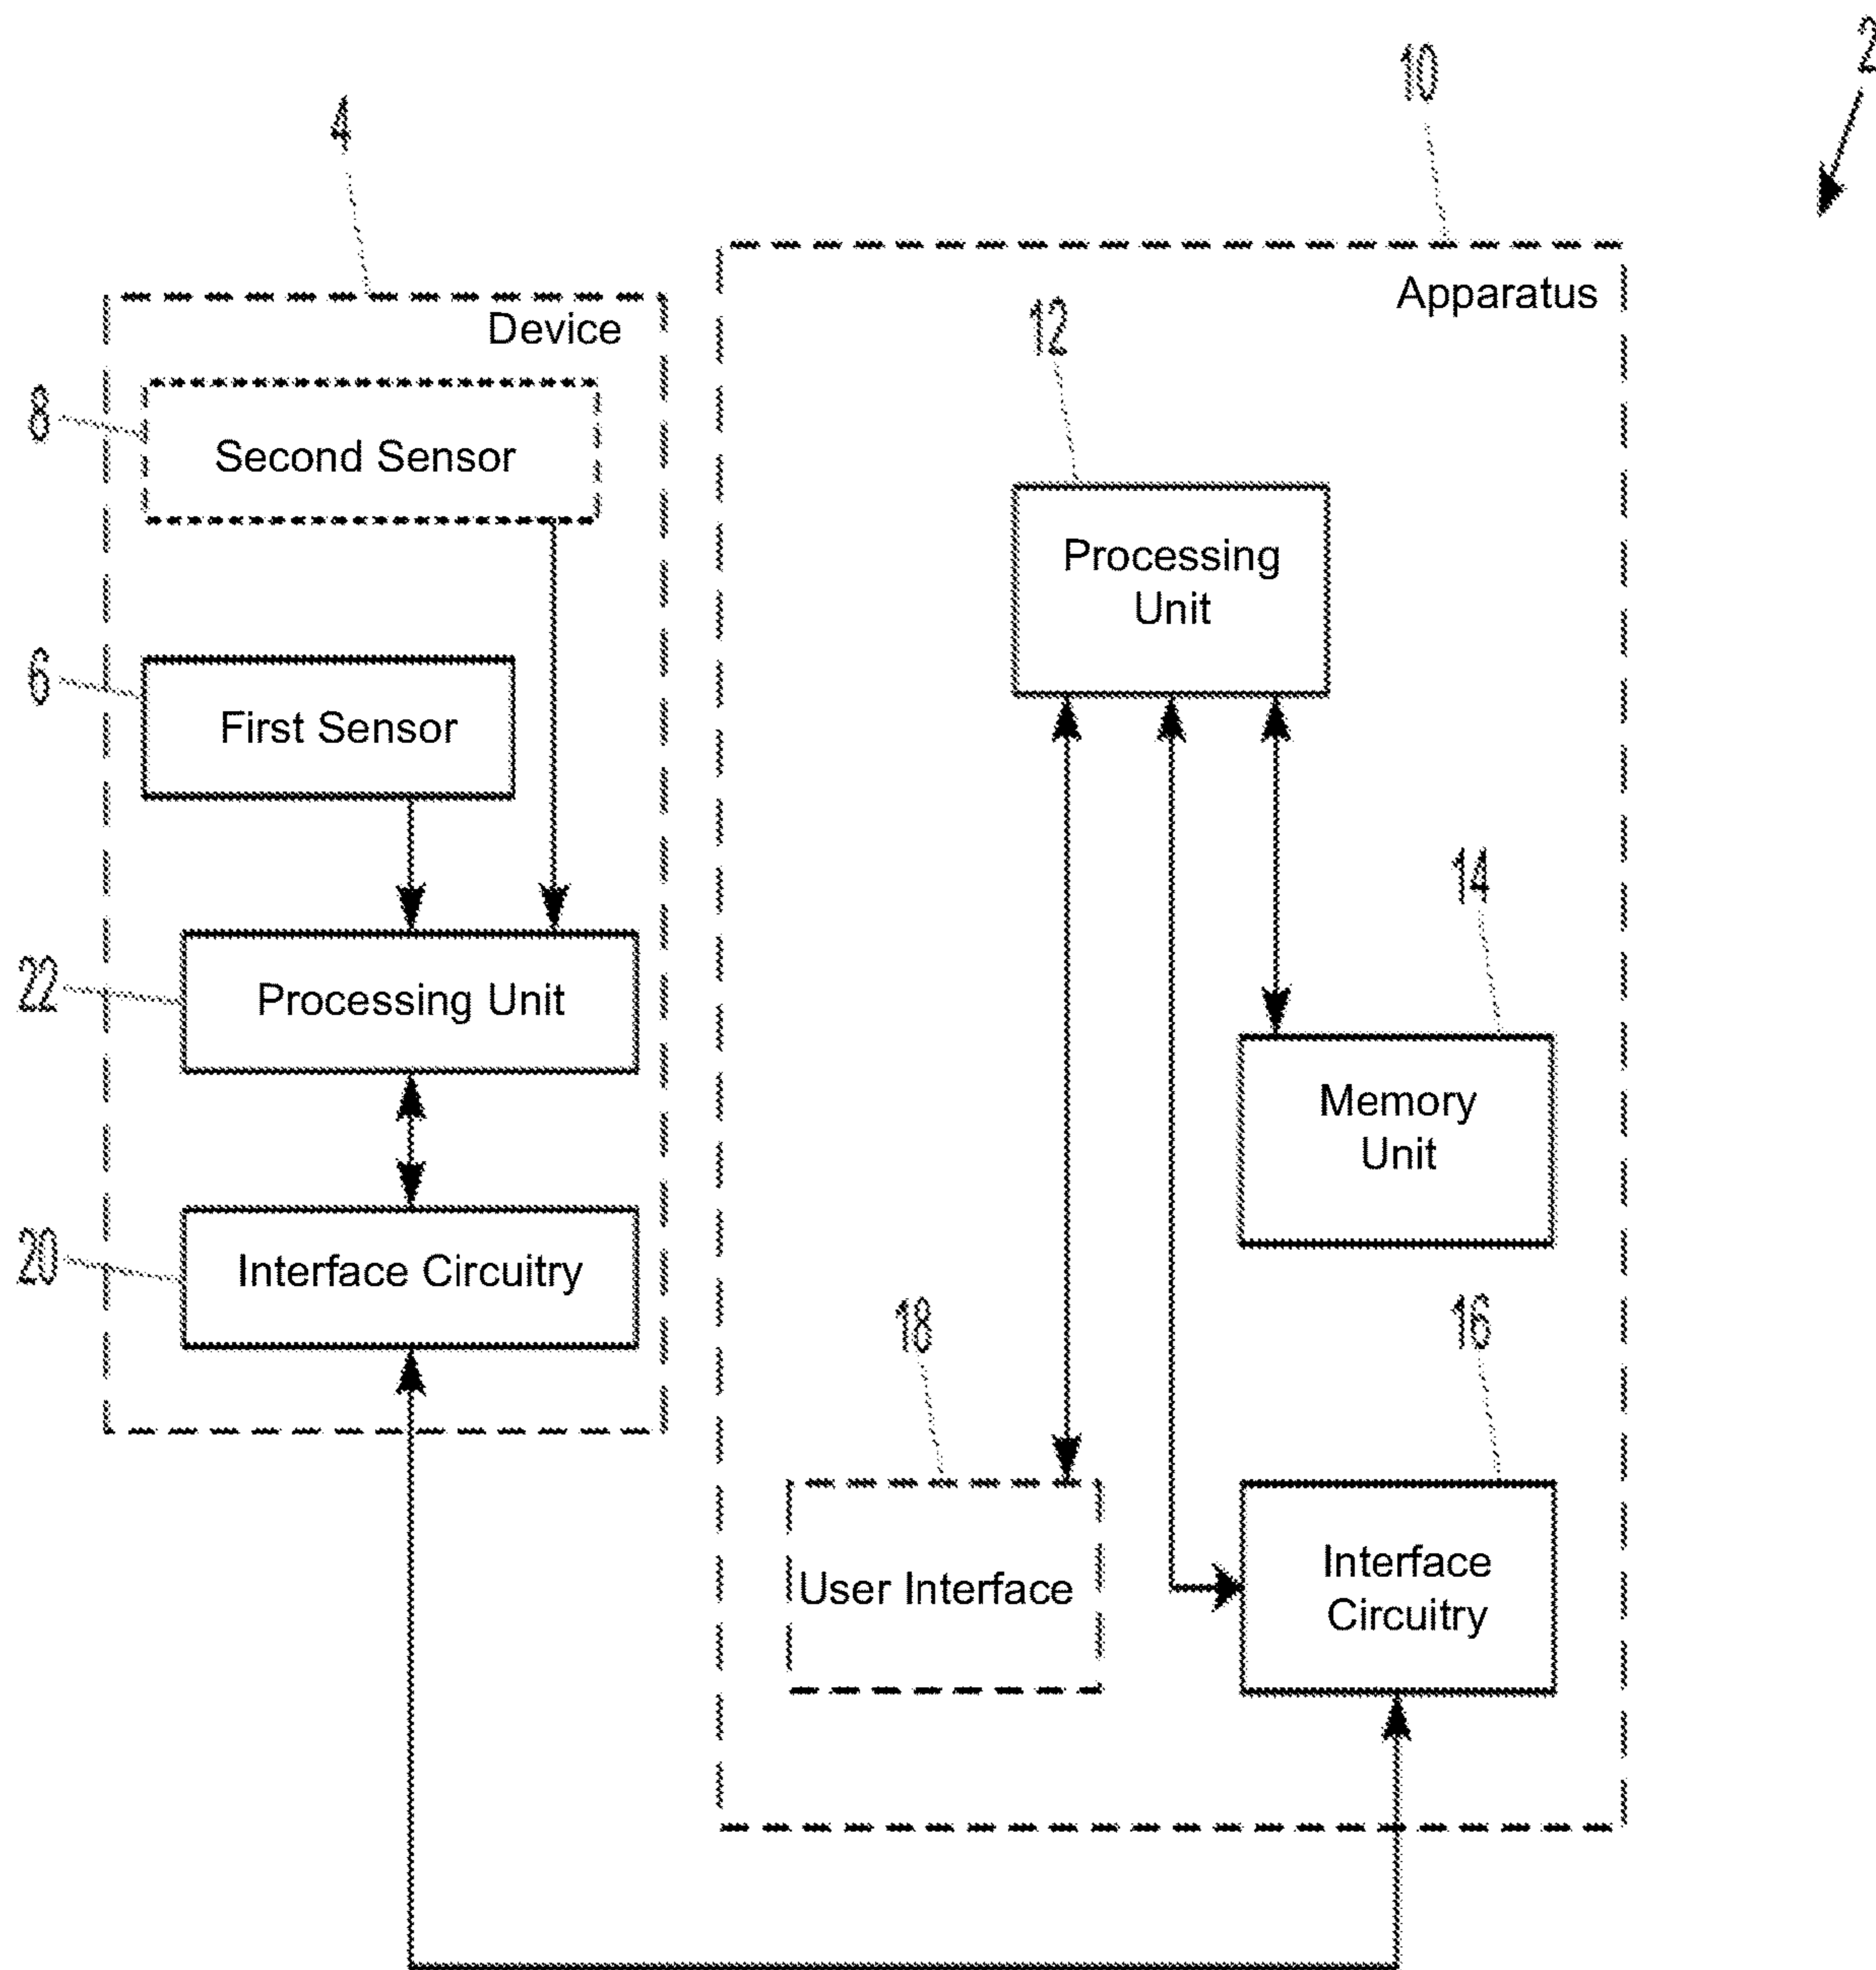 2
10
4
Apparatus
Device
12
8
Second Sensor
Processing
Unit
6
First Sensor
14
22
Processing Unit
Memory
Unit
20
Interface Circuitry
18
16
User Interface
Interface
Circuitry